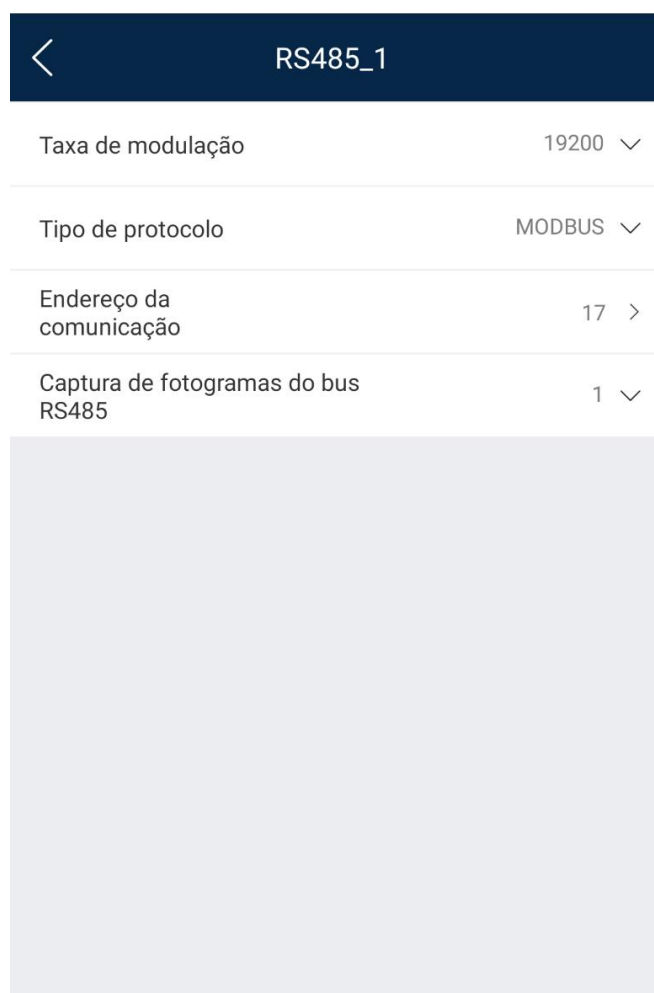 RS485_1
Taxa de modulação 19200
Tipo de protocolo MODBUS
Endereço da
comunicação 17
Captura de fotogramas do bus
RS485 1